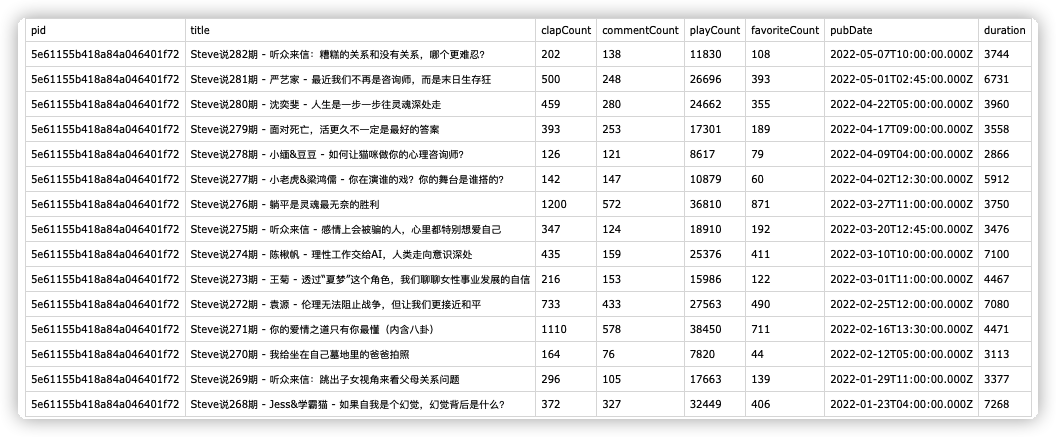 pid title clapCount commentCount playCount favoriteCount pubDate duration
5e61155b418a84a046401f72 Steve说282期 - 听众来信：糟糕的关系和没有关系，哪个更难忍？ 202 138 11830 108 2022-05-07T10:00:00.000Z 3744
5e61155b418a84a046401f72 Steve说281期 - 严艺家 - 最近我们不再是咨询师，而是末日生存狂 500 248 26696 393 2022-05-01T02:45:00.000Z 6731
5e61155b418a84a046401f72 Steve说280期 - 沈奕斐 - 人生是一步一步往灵魂深处走 459 280 24662 355 2022-04-22T05:00:00.000Z 3960
5e61155b418a84a046401f72 Steve说279期 - 面对死亡，活更久不一定是最好的答案 393 253 17301 189 2022-04-17T09:00:00.000Z 3558
5e61155b418a84a046401f72 Steve说278期 - 小缅&豆豆 - 如何让猫咪做你的心理咨询师？ 126 121 8617 79 2022-04-09T04:00:00.000Z 2866
5e61155b418a84a046401f72 Steve说277期 - 小老虎&梁鸿儒 - 你在演谁的戏？你的舞台是谁搭的？ 142 147 10879 60 2022-04-02T12:30:00.000Z 5912
5e61155b418a84a046401f72 Steve说276期 - 躺平是灵魂最无奈的胜利 1200 572 36810 871 2022-03-27T11:00:00.000Z 3750
5e61155b418a84a046401f72 Steve说275期 - 听众来信 - 感情上会被骗的人，心里都特别想爱自己 347 124 18910 192 2022-03-20T12:45:00.000Z 3476
5e61155b418a84a046401f72 Steve说274期 - 陈楸帆 - 理性工作交给AI，人类走向意识深处 435 159 25376 411 2022-03-10T10:00:00.000Z 7100
5e61155b418a84a046401f72 Steve说273期 - 王菊 - 透过“夏梦”这个角色，我们聊聊女性事业发展的自信 216 153 15986 122 2022-03-01T11:00:00.000Z 4467
5e61155b418a84a046401f72 Steve说272期 - 袁源 - 伦理无法阻止战争，但让我们更接近和平 733 433 27563 490 2022-02-25T12:00:00.000Z 7080
5e61155b418a84a046401f72 Steve说271期 - 你的爱情之道只有你最懂（内含八卦） 1110 578 38450 711 2022-02-16T13:30:00.000Z 4471
5e61155b418a84a046401f72 Steve说270期 - 我给坐在自己墓地里的爸爸拍照 164 76 7820 44 2022-02-12T05:00:00.000Z 3113
5e61155b418a84a046401f72 Steve说269期 - 听众来信：跳出子女视角来看父母关系问题 296 105 17663 139 2022-01-29T11:00:00.000Z 3377
5e61155b418a84a046401f72 Steve说268期 - Jess&学霸猫 - 如果自我是个幻觉，幻觉背后是什么？ 372 327 32449 406 2022-01-23T04:00:00.000Z 7268